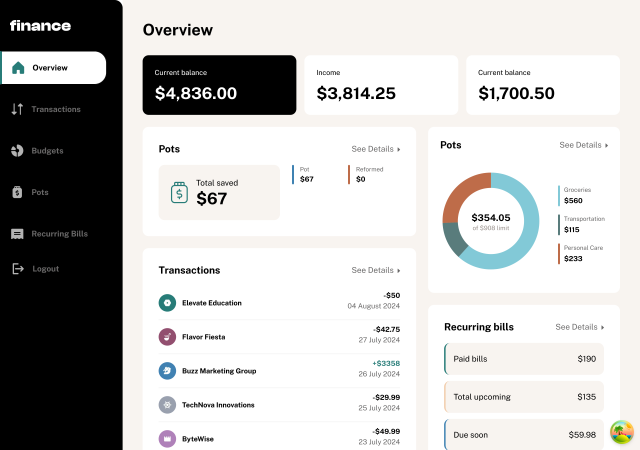 finance
Overview
Transactions
Budgets
Pots
Recurring Bills
Logout
Overview
Current balance
$4,836.00
Income
$3,814.25
Current balance
$1,700.50
Pots
See Details
Total saved
$67
Pot
$67
Reformed
$0
Transactions
See Details
Elevate Education
-$50
04 August 2024
Flavor Fiesta
-$42.75
27 July 2024
Buzz Marketing Group
+$3358
26 July 2024
TechNova Innovations
-$29.99
25 July 2024
ByteWise
-$49.99
23 July 2024
Pots
See Details
$354.05
of $908 limit
Groceries
$560
Transportation
$115
Personal Care
$233
Recurring bills
See Details
Paid bills
$190
Total upcoming
$135
Due soon
$59.98